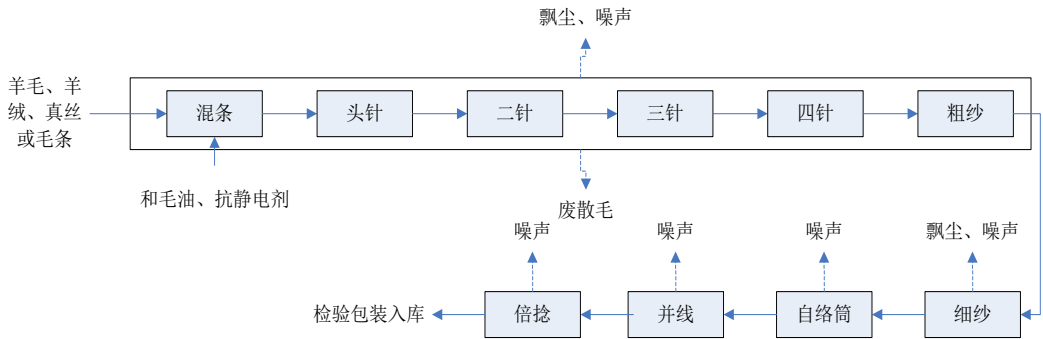 飘尘、噪声
羊毛、羊
绒、真丝
或毛条
混条
头针
二针
三针
四针
粗纱
和毛油、抗静电剂
废散毛
噪声
噪声
噪声
飘尘、噪声
检验包装入库
倍捻
并线
自络筒
细纱